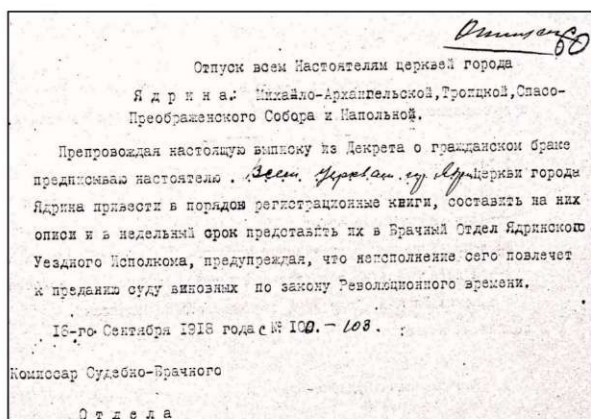 60
Отпуск всем Настоятелям церквей города
Ядрина: Михайло-Архангельской,Троицкой,Спасо-
Преображенского Собора и Напольной.
Препровождая настоящую выписку из Декрета о гражданском браке
предписываю настоятелю . Всем церквам гор. церкви города
Ядрина привести в порядок регистрационные книги, составить на них
описи и в недельный срок представить их в Брачный Отдел Ядринского
Уездного Исполкома, предупреждая, что неисполнение сего повлечет
к преданию суду виновных по закону Революционного времени.
16-го Сентября 1918 года с № 100.-103.
Комиссар Судебно-Брачного
Отдела